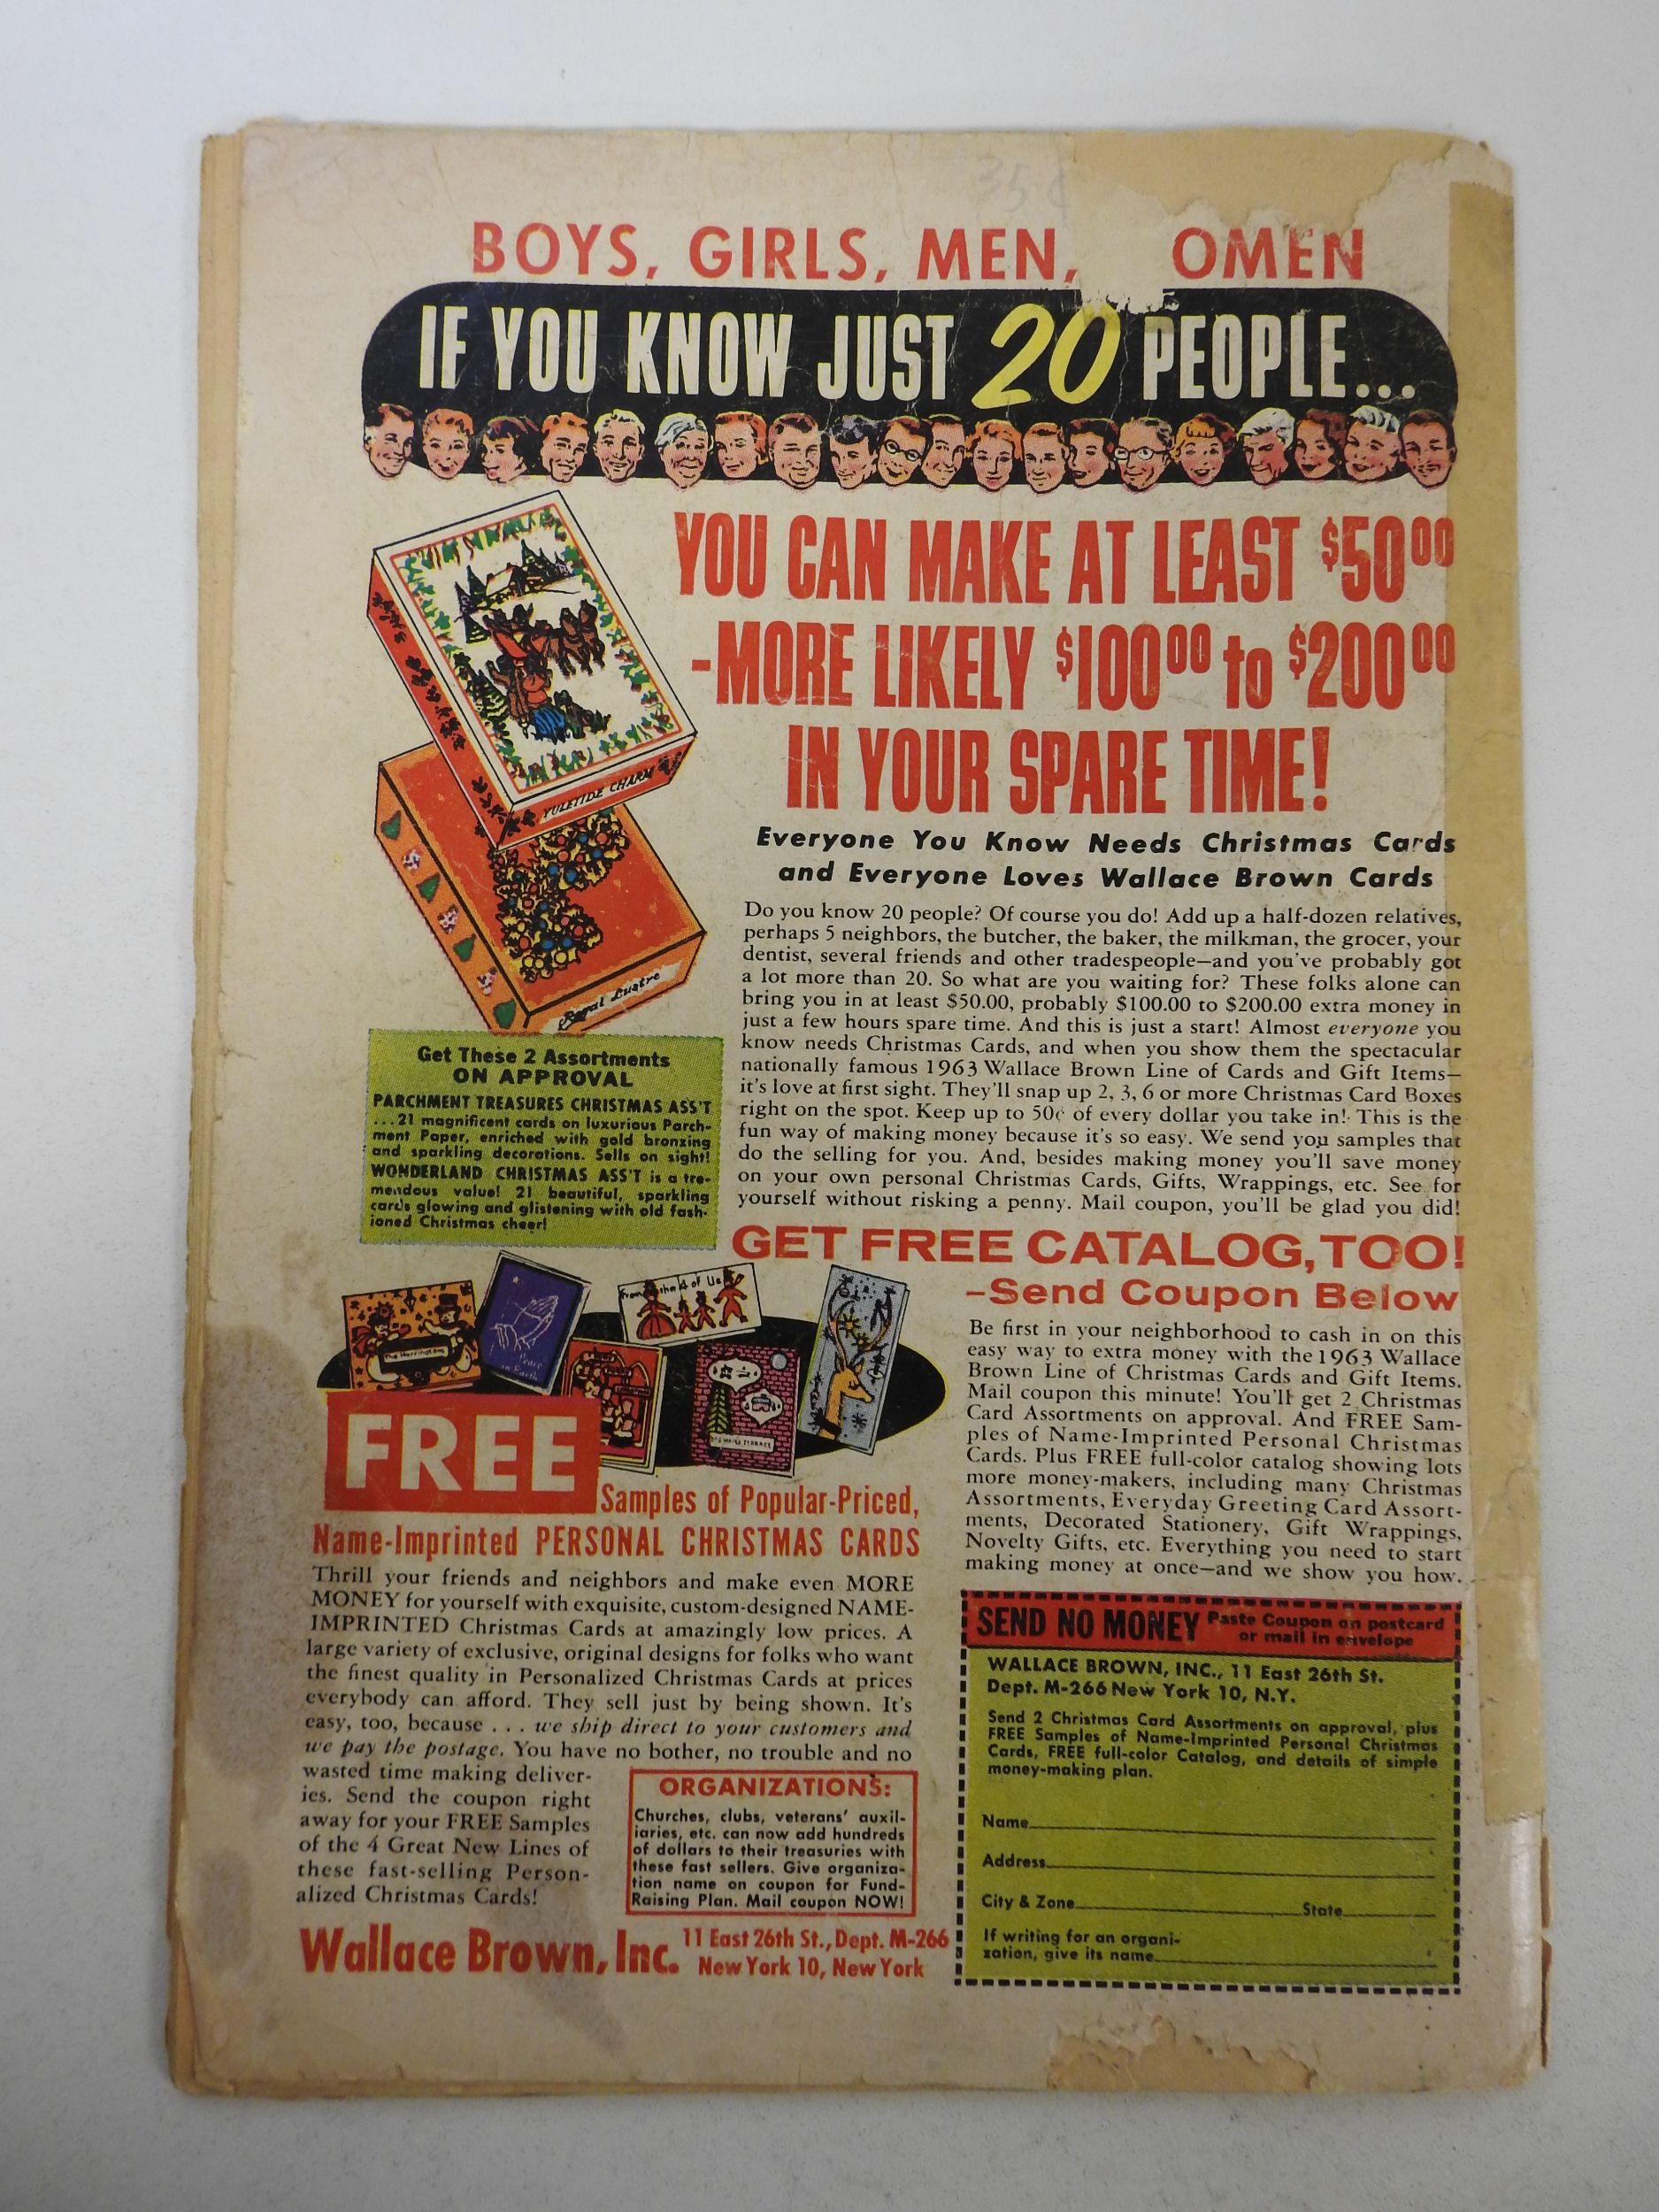 35¢
BOYS, GIRLS, MEN, OMEN
IF YOU KNOW JUST 20 PEOPLE...
YOU CAN MAKE AT LEAST $50⁰⁰
-MORE LIKELY $100⁰⁰ to $200⁰⁰
IN YOUR SPARE TIME!
YULETIDE CHARM
Royal Lustre
Everyone You Know Needs Christmas Cards
and Everyone Loves Wallace Brown Cards
Do you know 20 people? Of course you do! Add up a half-dozen relatives,
perhaps 5 neighbors, the butcher, the baker, the milkman, the grocer, your
dentist, several friends and other tradespeople—and you've probably got
a lot more than 20. So what are you waiting for? These folks alone can
bring you in at least $50.00, probably $100.00 to $200.00 extra money in
just a few hours spare time. And this is just a start! Almost everyone you
know needs Christmas Cards, and when you show them the spectacular
nationally famous 1963 Wallace Brown Line of Cards and Gift Items—
it's love at first sight. They'll snap up 2, 3, 6 or more Christmas Card Boxes
right on the spot. Keep up to 50¢ of every dollar you take in! This is the
fun way of making money because it's so easy. We send you samples that
do the selling for you. And, besides making money you'll save money
on your own personal Christmas Cards, Gifts, Wrappings, etc. See for
yourself without risking a penny. Mail coupon, you'll be glad you did!
Get These 2 Assortments
ON APPROVAL
PARCHMENT TREASURES CHRISTMAS ASS'T
...21 magnificent cards on luxurious Parch-
ment Paper, enriched with gold bronzing
and sparkling decorations. Sells on sight!
WONDERLAND CHRISTMAS ASS'T is a tre-
mendous value! 21 beautiful, sparkling
cards glowing and glistening with old fash-
ioned Christmas cheer!
GET FREE CATALOG, TOO!
–Send Coupon Below
Be first in your neighborhood to cash in on this
easy way to extra money with the 1963 Wallace
Brown Line of Christmas Cards and Gift Items.
Mail coupon this minute! You'll get 2 Christmas
Card Assortments on approval. And FREE Sam-
ples of Name-Imprinted Personal Christmas
Cards. Plus FREE full-color catalog showing lots
more money-makers, including many Christmas
Assortments, Everyday Greeting Card Assort-
ments, Decorated Stationery, Gift Wrappings,
Novelty Gifts, etc. Everything you need to start
making money at once—and we show you how.
The Harringtons
Peace
on Earth
From of Us
FREE
Samples of Popular-Priced,
Name-Imprinted PERSONAL CHRISTMAS CARDS
Thrill your friends and neighbors and make even MORE
MONEY for yourself with exquisite, custom-designed NAME-
IMPRINTED Christmas Cards at amazingly low prices. A
large variety of exclusive, original designs for folks who want
the finest quality in Personalized Christmas Cards at prices
everybody can afford. They sell just by being shown. It's
easy, too, because . . . we ship direct to your customers and
we pay the postage. You have no bother, no trouble and no
wasted time making deliver-
ies. Send the coupon right
away for your FREE Samples
of the 4 Great New Lines of
these fast-selling Person-
alized Christmas Cards!
ORGANIZATIONS:
Churches, clubs, veterans' auxil-
iaries, etc. can now add hundreds
of dollars to their treasuries with
these fast sellers. Give organiza-
tion name on coupon for Fund-
Raising Plan. Mail coupon NOW!
Wallace Brown, Inc. 11 East 26th St., Dept. M-266
New York 10, New York
SEND NO MONEY Paste Coupon on postcard
or mail in envelope
WALLACE BROWN, INC., 11 East 26th St.
Dept. M-266 New York 10, N.Y.
Send 2 Christmas Card Assortments on approval, plus
FREE Samples of Name-Imprinted Personal Christmas
Cards, FREE full-color Catalog, and details of simple
money-making plan.
Name
Address
City & Zone State
If writing for an organi-
zation, give its name